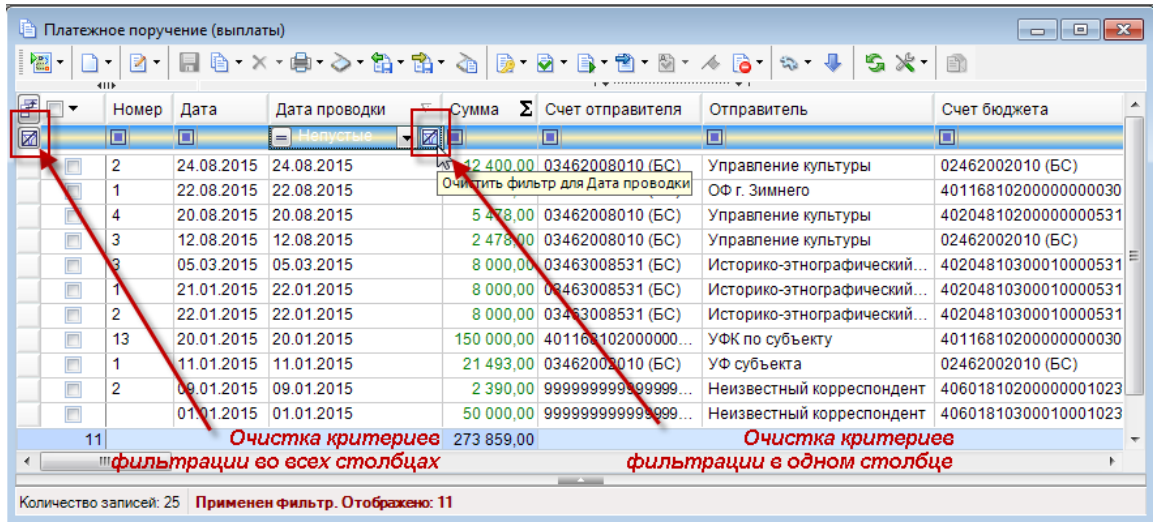 Платежное поручение (выплаты)
Номер Дата Дата проводки Σ Сумма Σ Счет отправителя Отправитель Счет бюджета
= Непустые
2 24.08.2015 24.08.2015 12 400,00 03462008010 (БС) Управление культуры 02462002010 (БС)
Очистить фильтр для Дата проводки
1 22.08.2015 22.08.2015 ОФ г. Зимнего 40116810200000000030
4 20.08.2015 20.08.2015 5 478,00 03462008010 (БС) Управление культуры 40204810200000000531
3 12.08.2015 12.08.2015 2 478,00 03462008010 (БС) Управление культуры 02462002010 (БС)
3 05.03.2015 05.03.2015 8 000,00 03463008531 (БС) Историко-этнографический... 40204810300010000531
1 21.01.2015 22.01.2015 8 000,00 03463008531 (БС) Историко-этнографический... 40204810300010000531
2 22.01.2015 22.01.2015 8 000,00 03463008531 (БС) Историко-этнографический... 40204810300010000531
13 20.01.2015 20.01.2015 150 000,00 401168102000000... УФК по субъекту 40116810200000000030
1 11.01.2015 11.01.2015 21 493,00 03462002010 (БС) УФ субъекта 02462002010 (БС)
2 09.01.2015 09.01.2015 2 390,00 999999999999999... Неизвестный корреспондент 40601810200000001023
01.01.2015 01.01.2015 50 000,00 999999999999999... Неизвестный корреспондент 40601810300010001023
11 273 859,00
Очистка критериев
фильтрации во всех столбцах
Очистка критериев
фильтрации в одном столбце
Количество записей: 25 Применен фильтр. Отображено: 11